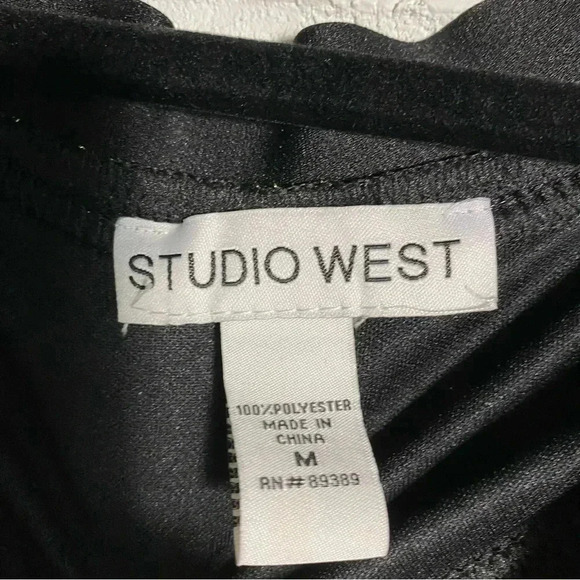 STUDIO WEST
100% POLYESTER
MADE IN
CHINA
M
RN# 89389